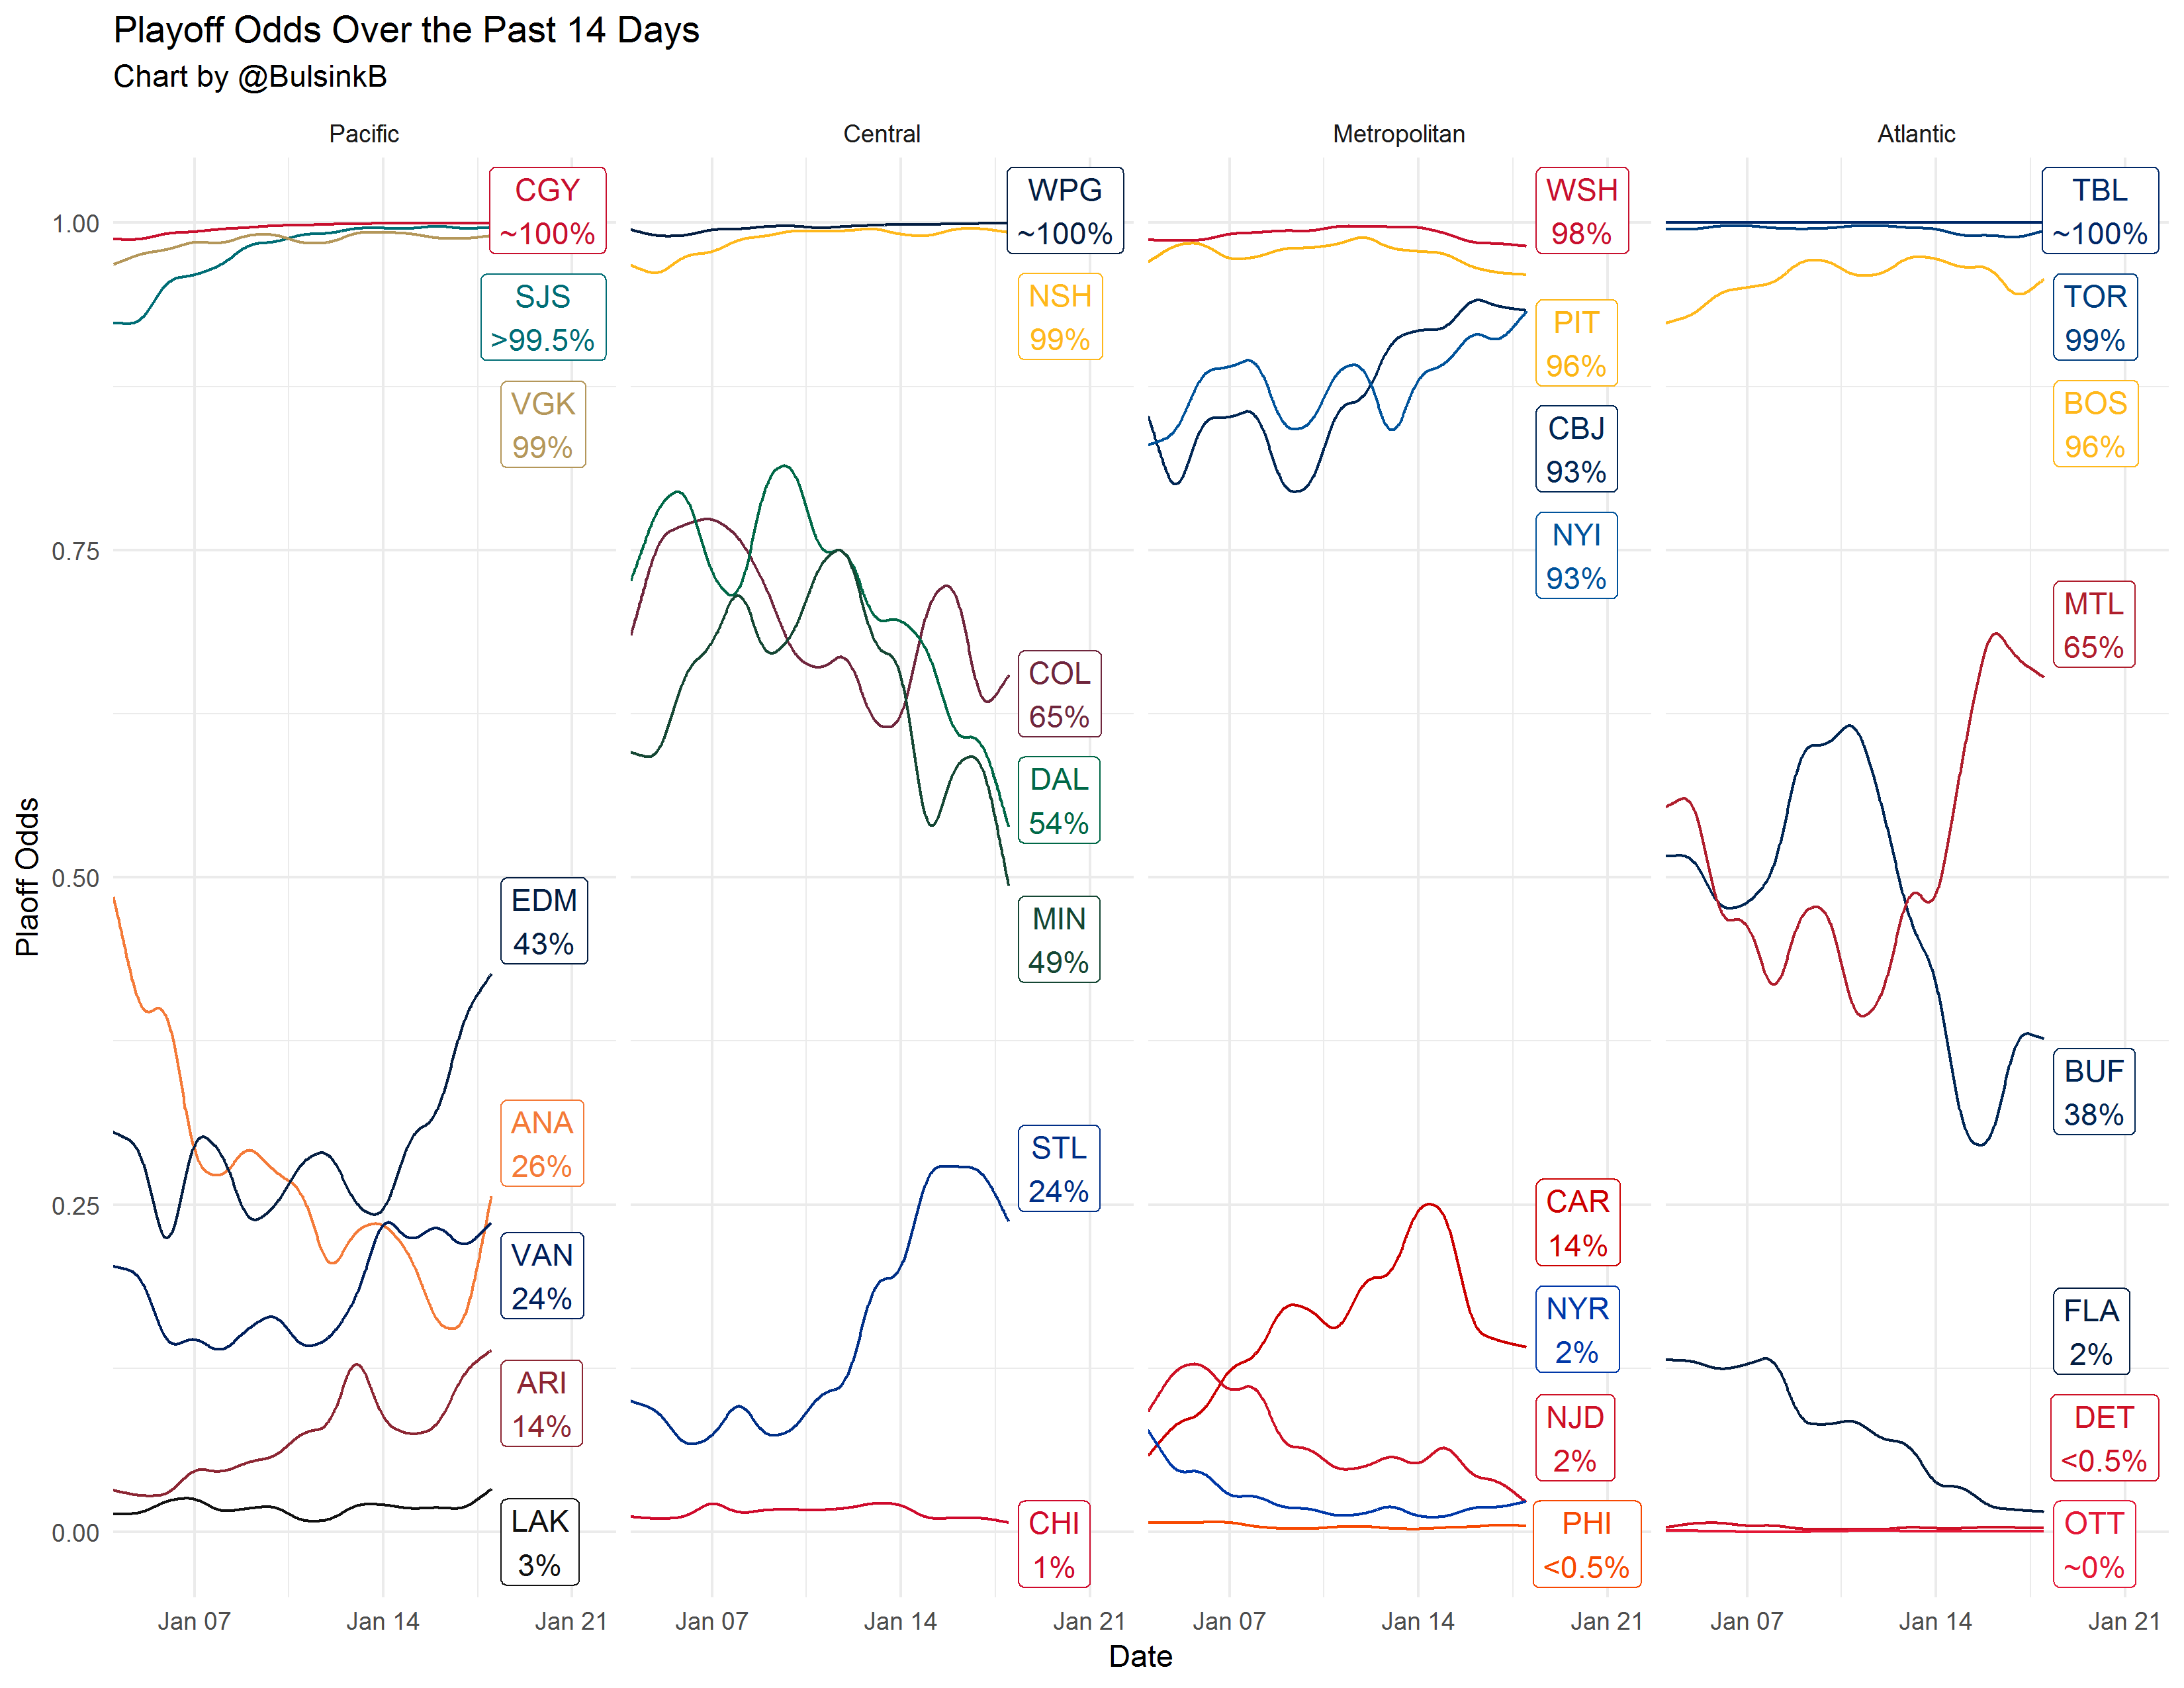 Playoff Odds Over the Past 14 Days
Chart by @BulsinkB
Pacific
Central
Metropolitan
Atlantic
Plaoff Odds
1.00
0.75
0.50
0.25
0.00
CGY
~100%
SJS
>99.5%
VGK
99%
EDM
43%
ANA
26%
VAN
24%
ARI
14%
LAK
3%
WPG
~100%
NSH
99%
COL
65%
DAL
54%
MIN
49%
STL
24%
CHI
1%
WSH
98%
PIT
96%
CBJ
93%
NYI
93%
CAR
14%
NYR
2%
NJD
2%
PHI
<0.5%
TBL
~100%
TOR
99%
BOS
96%
MTL
65%
BUF
38%
FLA
2%
DET
<0.5%
OTT
~0%
Jan 07 Jan 14 Jan 21 Jan 07 Jan 14 Jan 21 Jan 07 Jan 14 Jan 21 Jan 07 Jan 14 Jan 21
Date